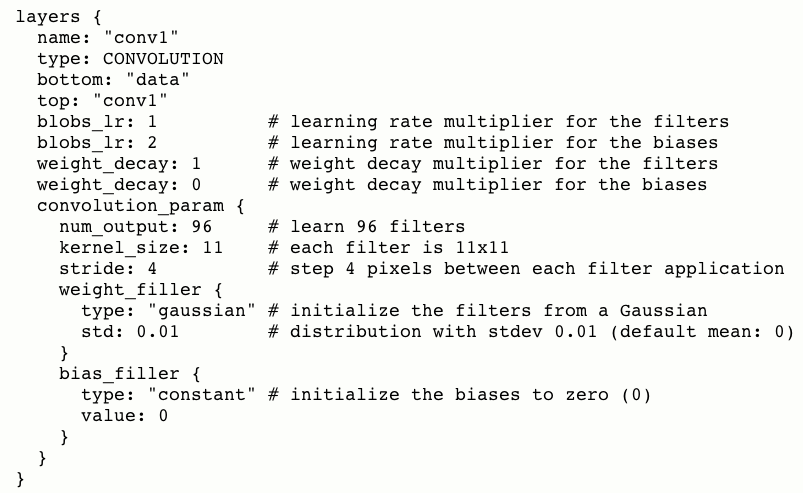 layers {
  name: "conv1"
  type: CONVOLUTION
  bottom: "data"
  top: "conv1"
  blobs_lr: 1          # learning rate multiplier for the filters
  blobs_lr: 2          # learning rate multiplier for the biases
  weight_decay: 1      # weight decay multiplier for the filters
  weight_decay: 0      # weight decay multiplier for the biases
  convolution_param {
    num_output: 96     # learn 96 filters
    kernel_size: 11    # each filter is 11x11
    stride: 4          # step 4 pixels between each filter application
    weight_filler {
      type: "gaussian" # initialize the filters from a Gaussian
      std: 0.01        # distribution with stdev 0.01 (default mean: 0)
    }
    bias_filler {
      type: "constant" # initialize the biases to zero (0)
      value: 0
    }
  }
}